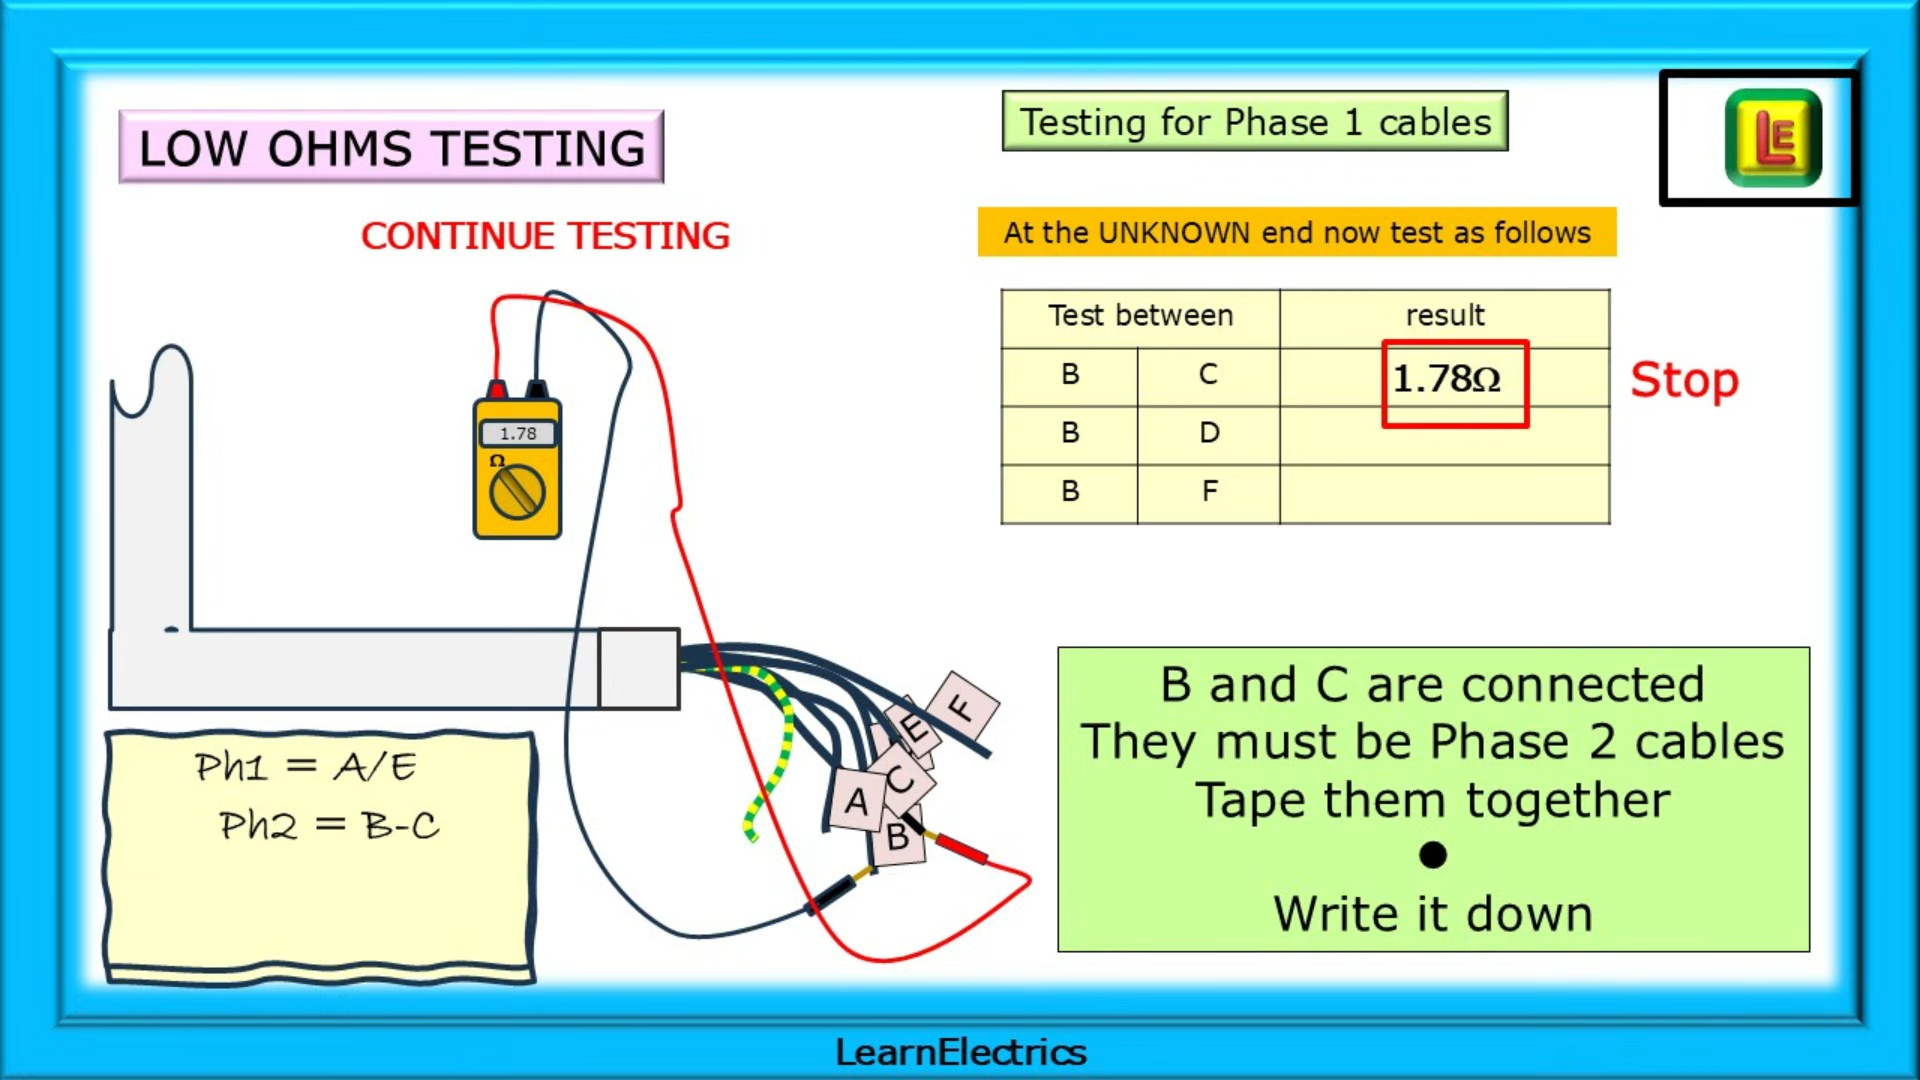 LOW OHMS TESTING
Testing for Phase 1 cables
LE
CONTINUE TESTING
At the UNKNOWN end now test as follows
Test between result
B C 1.78Ω Stop
B D
B F
1.78
Ω
Ph1 = A/E
Ph2 = B-C
F
E
C
A
B
B and C are connected
They must be Phase 2 cables
Tape them together
Write it down
LearnElectrics